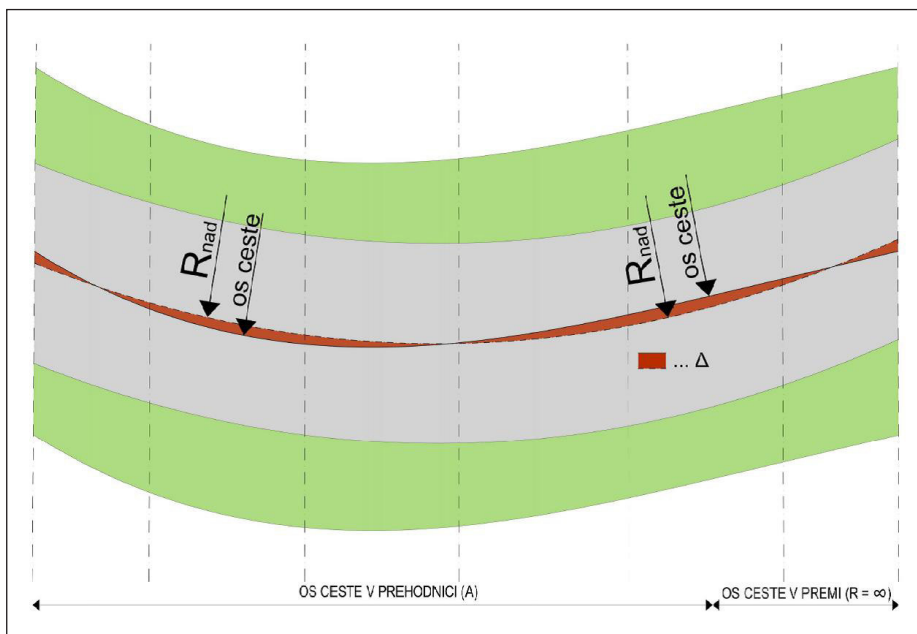 Rnad
os ceste
Rnad
os ceste
... Δ
OS CESTE V PREHODNICI (A)
OS CESTE V PREMI (R = ∞)